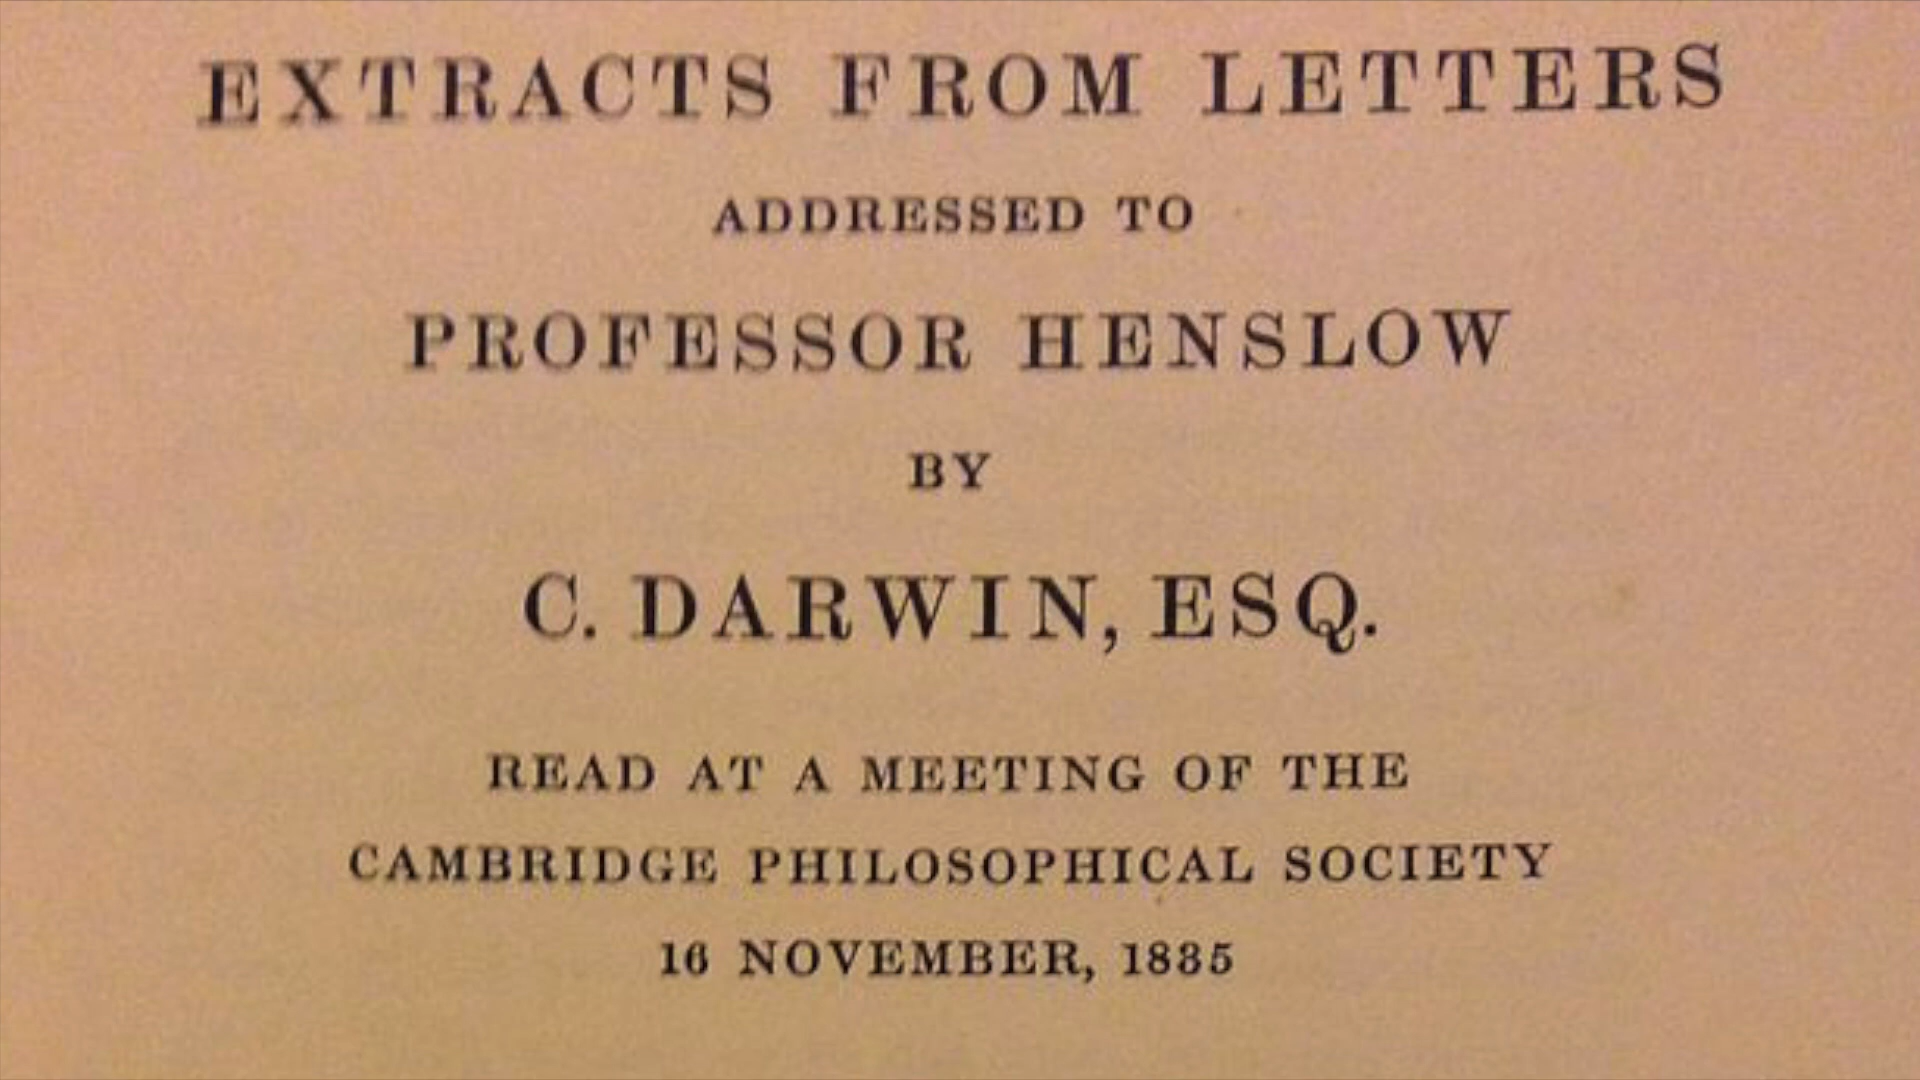 EXTRACTS FROM LETTERS
ADDRESSED TO
PROFESSOR HENSLOW
BY
C. DARWIN, ESQ.
READ AT A MEETING OF THE
CAMBRIDGE PHILOSOPHICAL SOCIETY
16 NOVEMBER, 1835